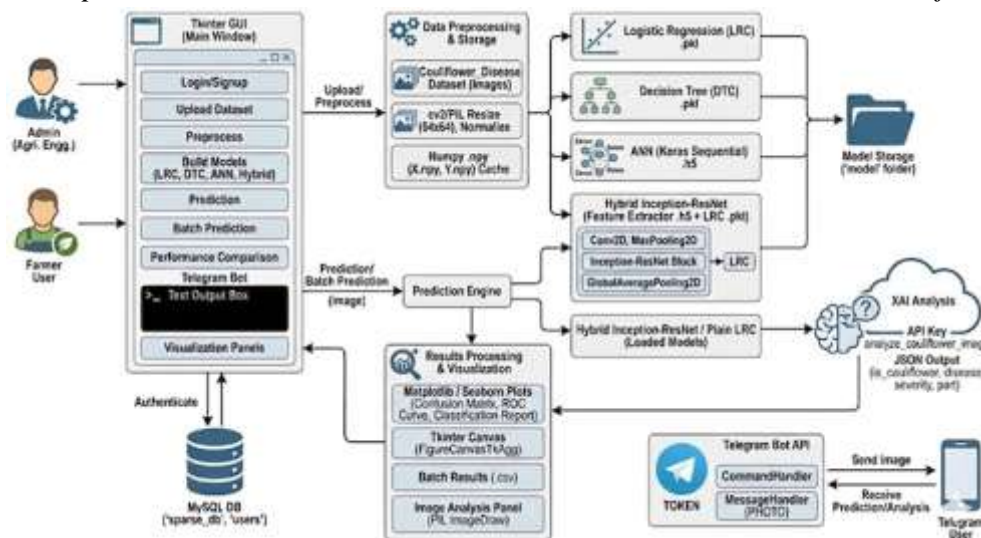 Tkinter GUI
(Main Window)
Login/Signup
Upload Dataset
Preprocess
Build Models
(LRC, DTC, ANN, Hybrid)
Prediction
Batch Prediction
Performance Comparison
Telegram Bot
>_ Text Output Box
Visualization Panels
Admin
(Agri. Engg.)
Farmer
User
Upload/
Preprocess
Data Preprocessing
& Storage
Couliflower_Disease
Dataset (Images)
cv2/PIL Resize
(64x64), Normalize
Numpy .npy
(X.npy, Y.npy) Cache
Logistic Regression (LRC)
.pkl
Decision Tree (DTC)
.pkl
ANN (Keras Sequential)
.h5
Hybrid Inception-ResNet
(Feature Extractor .h5 + LRC .pkl)
Conv2D, MaxPooling2D
Inception-ResNet Block
GlobalAveragePooling2D
LRC
Model Storage
('model' folder)
Prediction/
Batch Prediction
(image)
Prediction Engine
Hybrid Inception-ResNet / Plain LRC
(Loaded Models)
XAI Analysis
API Key
analyze_cauliflower_imag
JSON Output
(is_cauliflower, disease
severity, part)
Results Processing
& Visualization
Matplotlib / Seaborn Plots
(Confusion Matrix, ROC
Curve, Classification Report)
Tkinter Canvas
(FigureCanvasTkAgg)
Batch Results (.csv)
Image Analysis Panel
(PIL ImageDraw)
Authenticate
MySQL DB
('sparse_db', 'users')
Telegram Bot API
TOKEN
CommandHandler
MessageHandler
(PHOTO)
Send image
Receive
Prediction/Analysis
Telegram
User